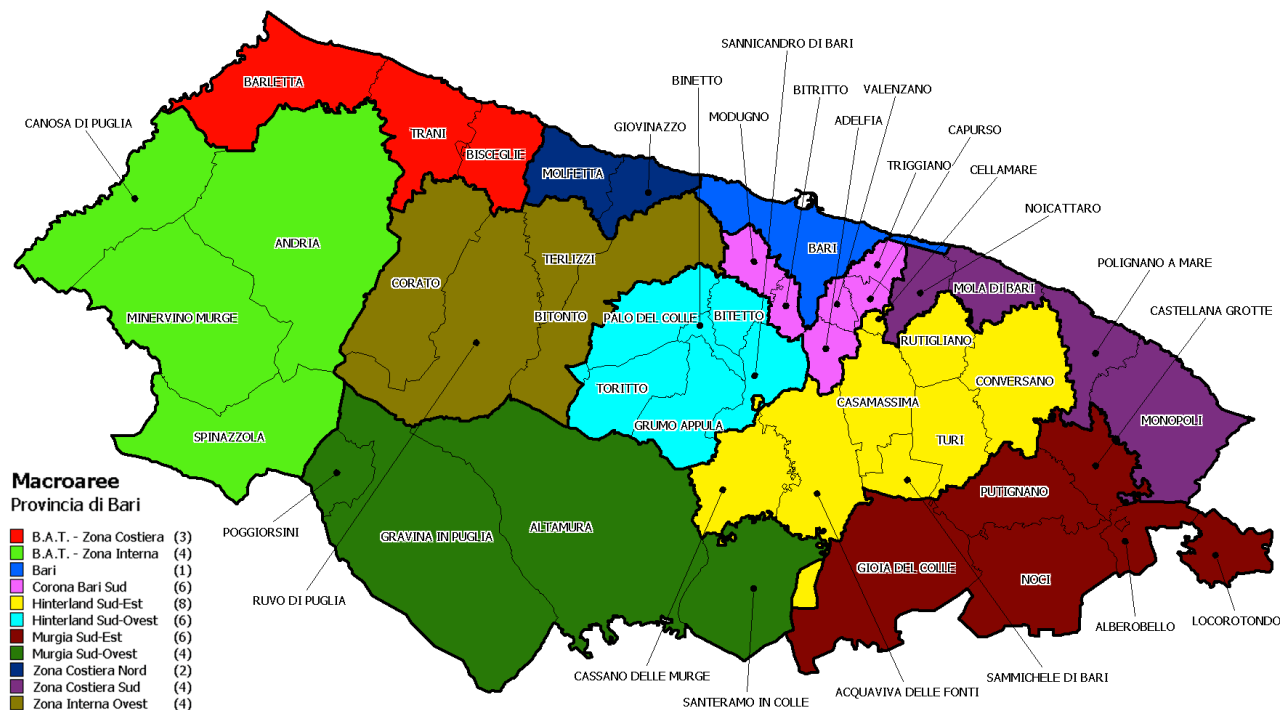 SANNICANDRO DI BARI
BINETTO
BITRITTO
VALENZANO
BARLETTA
MODUGNO
ADELFIA
CAPURSO
CANOSA DI PUGLIA
GIOVINAZZO
TRANI
BISCEGLIE
TRIGGIANO
CELLAMARE
MOLFETTA
NOICATTARO
ANDRIA
BARI
TERLIZZI
POLIGNANO A MARE
CORATO
MOLA DI BARI
CASTELLANA GROTTE
MINERVINO MURGE
BITONTO
PALO DEL COLLE
BITETTO
RUTIGLIANO
CONVERSANO
TORITTO
CASAMASSIMA
MONOPOLI
SPINAZZOLA
GRUMO APPULA
TURI
Macroaree
Provincia di Bari
PUTIGNANO
POGGIORSINI
GRAVINA IN PUGLIA
ALTAMURA
GIOIA DEL COLLE
NOCI
RUVO DI PUGLIA
ALBEROBELLO
LOCOROTONDO
CASSANO DELLE MURGE
SANTERAMO IN COLLE
ACQUAVIVA DELLE FONTI
SAMMICHELE DI BARI
B.A.T. - Zona Costiera (3)
B.A.T. - Zona Interna (4)
Bari (1)
Corona Bari Sud (6)
Hinterland Sud-Est (8)
Hinterland Sud-Ovest (6)
Murgia Sud-Est (6)
Murgia Sud-Ovest (4)
Zona Costiera Nord (2)
Zona Costiera Sud (4)
Zona Interna Ovest (4)